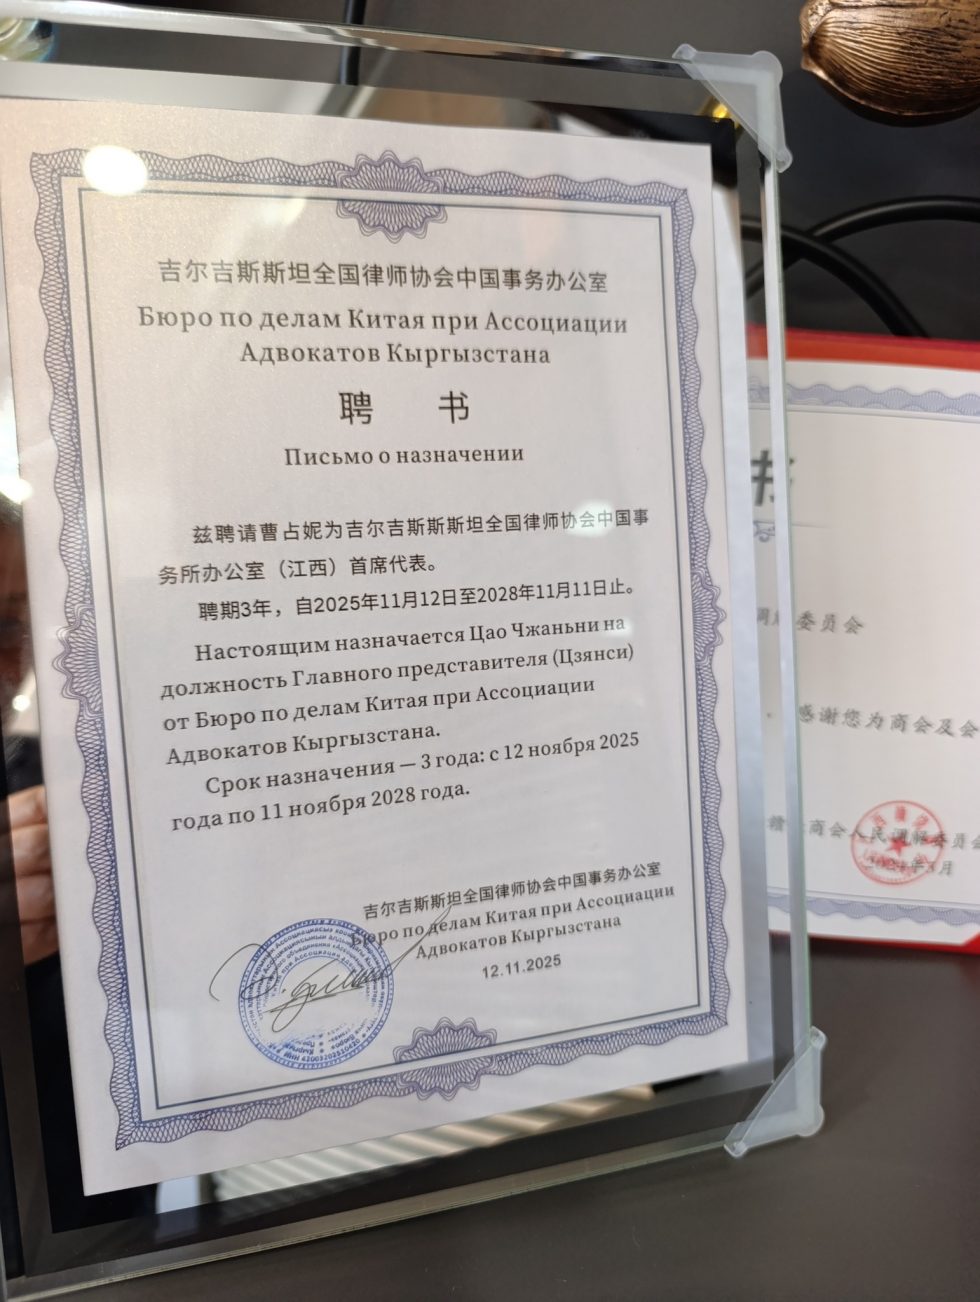 吉尔吉斯斯坦全国律师协会中国事务办公室
Бюро по делам Китая при Ассоциации
Адвокатов Кыргызстана
聘 书
Письмо о назначении
兹聘请曹占妮为吉尔吉斯斯斯坦全国律师协会中国事
务所办公室（江西）首席代表。
聘期3年，自2025年11月12日至2028年11月11日止。
Настоящим назначается Цао Чжаньни на
должность Главного представителя (Цзянси)
от Бюро по делам Китая при Ассоциации
Адвокатов Кыргызстана.
Срок назначения — 3 года: с 12 ноября 2025
года по 11 ноября 2028 года.
吉尔吉斯斯坦全国律师协会中国事务办公室
Бюро по делам Китая при Ассоциации
Адвокатов Кыргызстана
12.11.2025
书
委员会
感谢您为商会及会
商会人民调解委员会